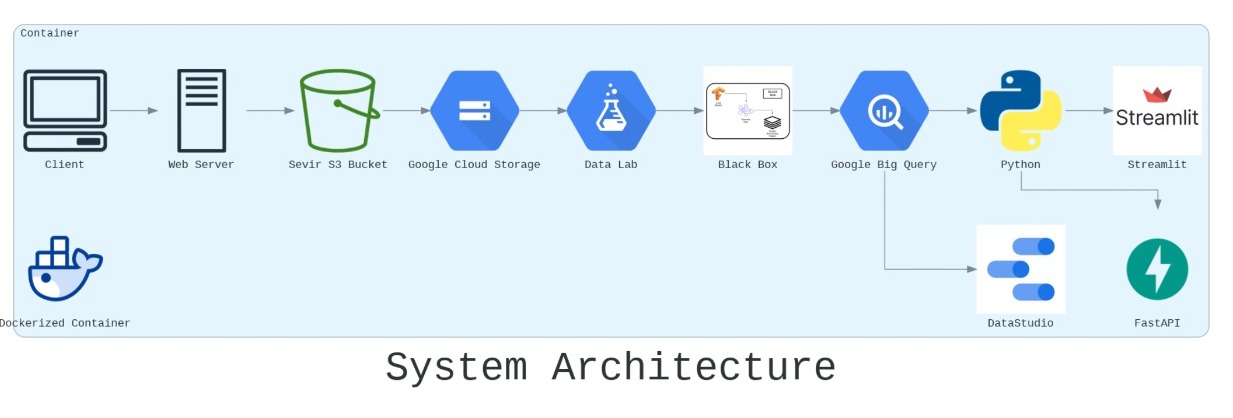 Container
Client
Web Server
Sevir S3 Bucket
Google Cloud Storage
Data Lab
Black Box
Google Big Query
Python
Streamlit
Streamlit
Dockerized Container
DataStudio
FastAPI
System Architecture